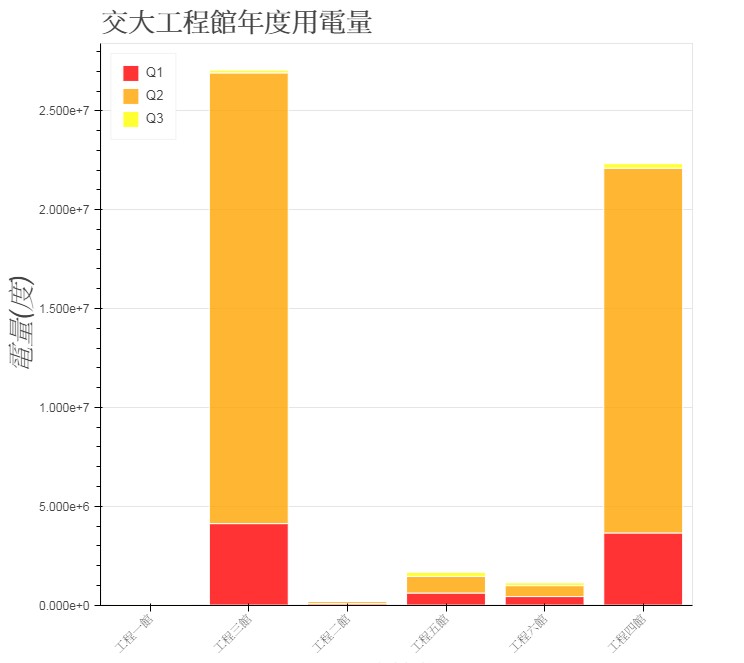 交大工程館年度用電量
Q1
Q2
Q3
電量(度)
2.500e+7
2.000e+7
1.500e+7
1.000e+7
5.000e+6
0.000e+0
工程一館
工程三館
工程二館
工程五館
工程六館
工程四館